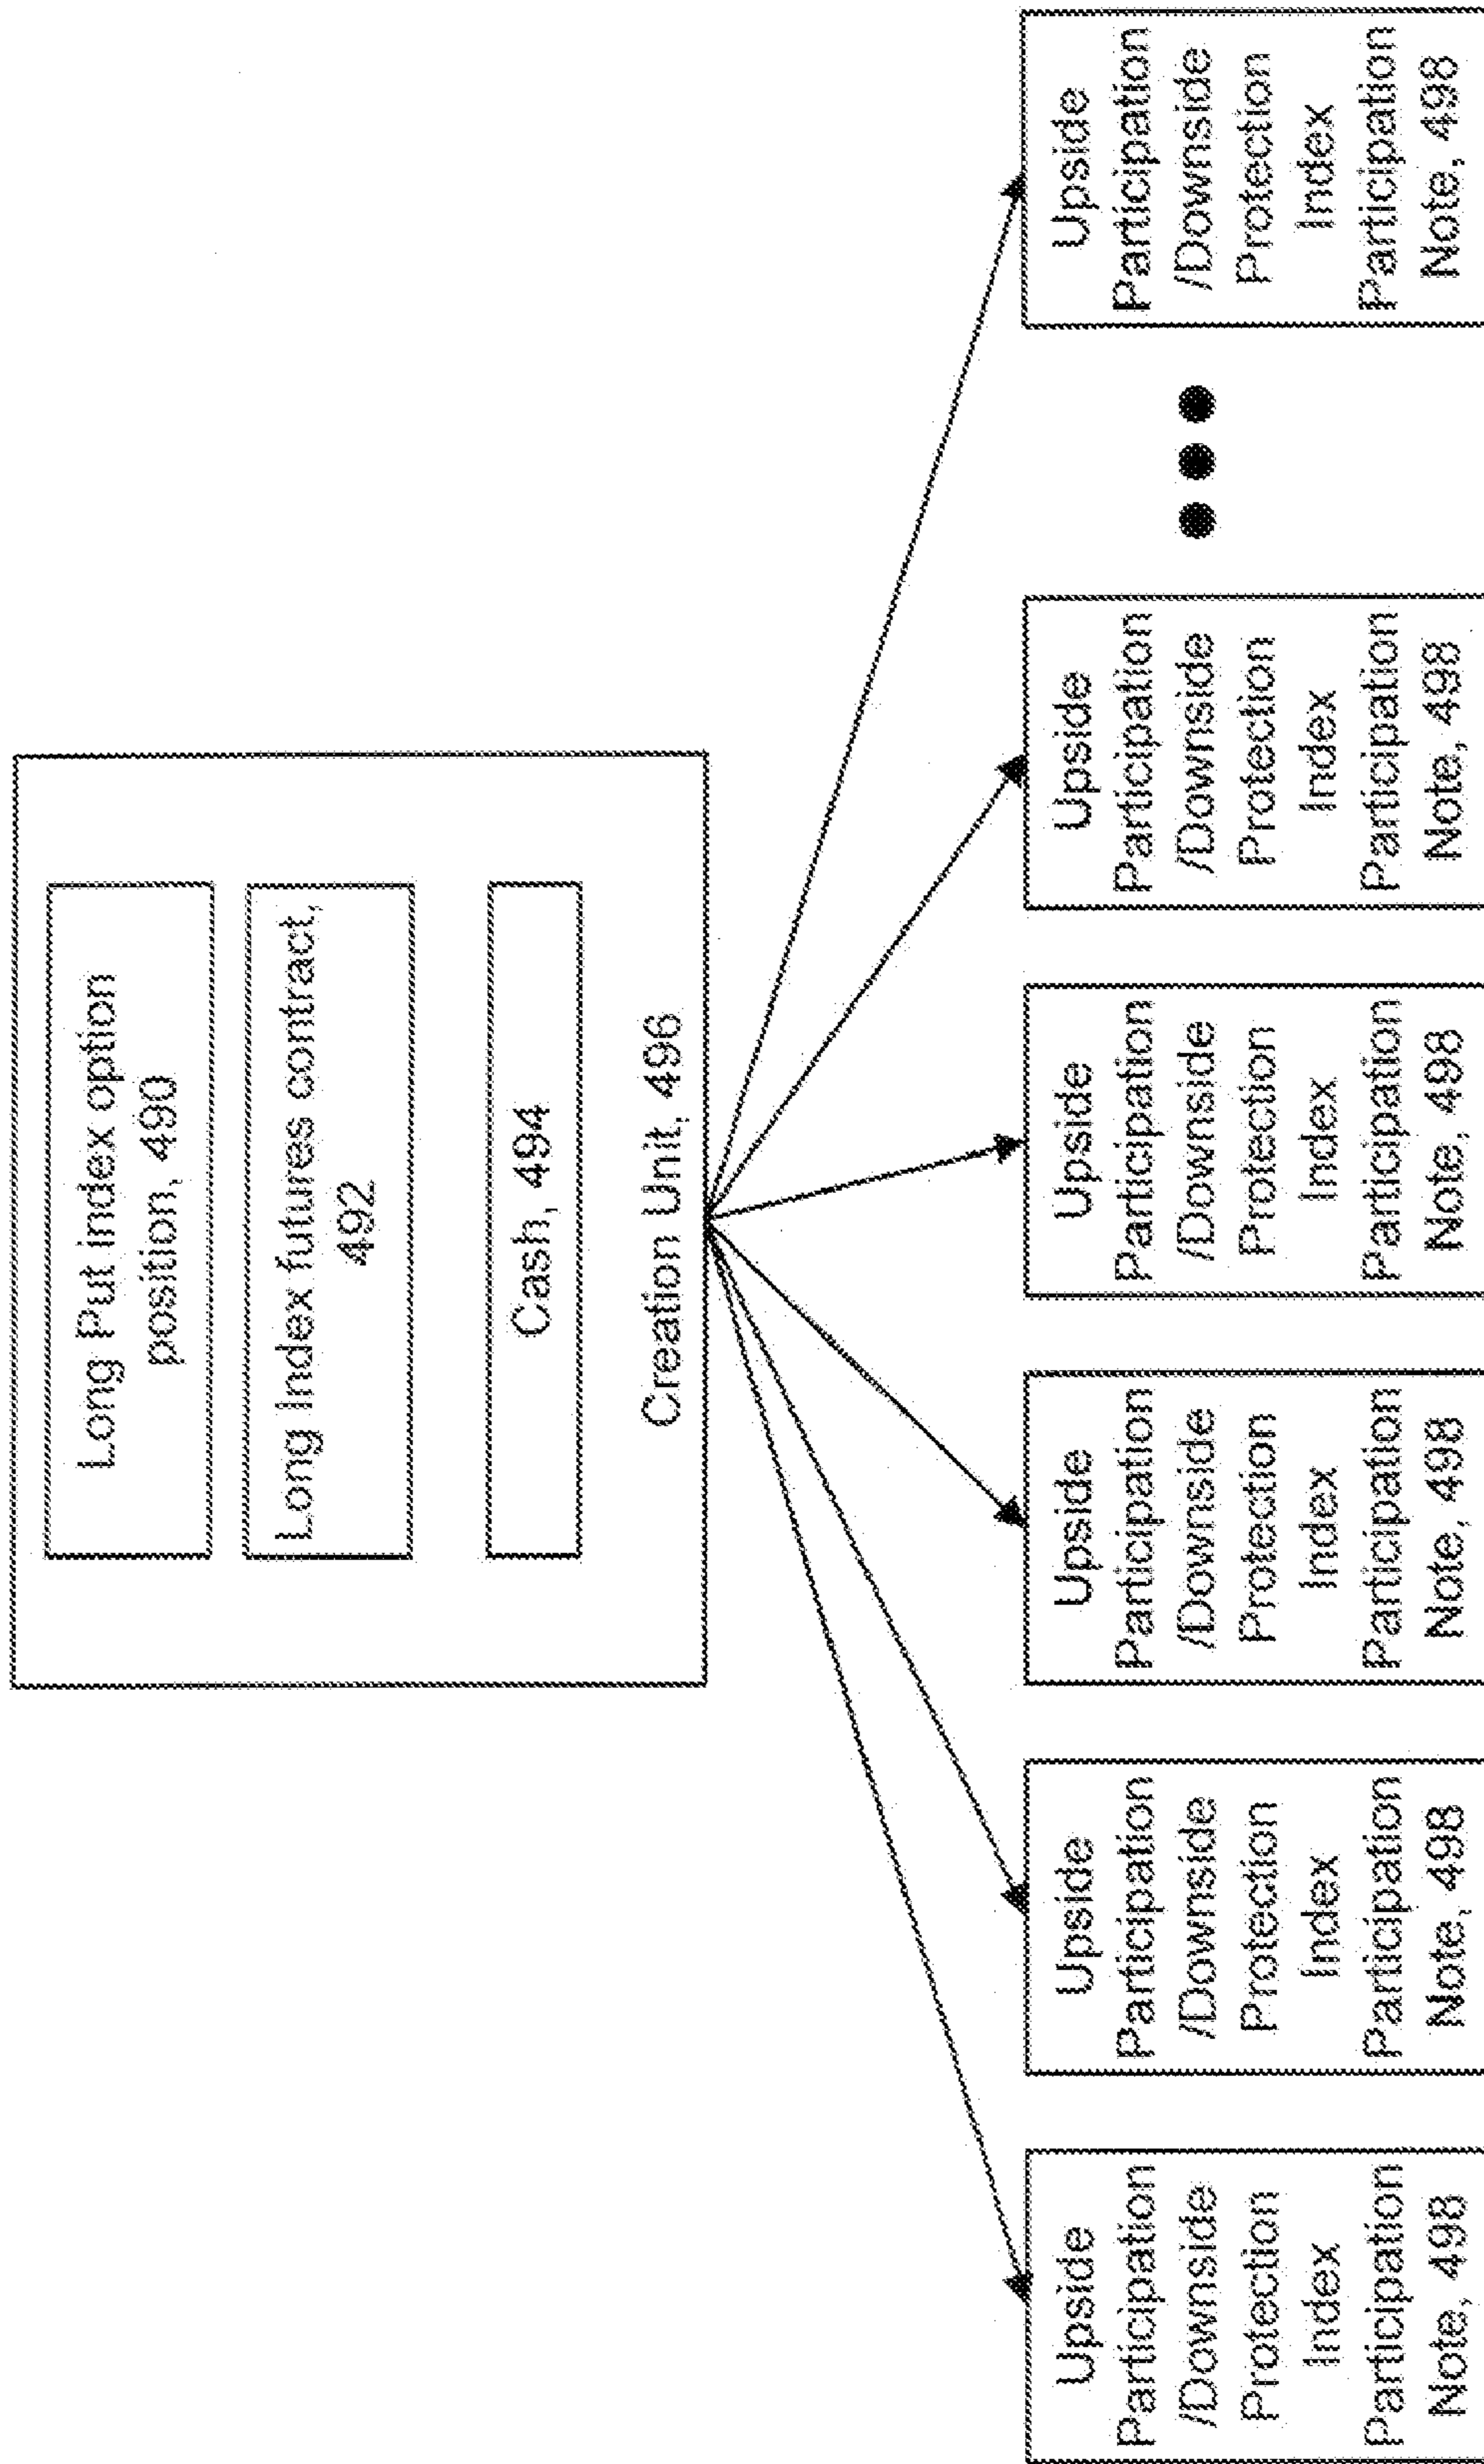 Long Put index option
position, 490
Long Index futures contract,
492
Cash, 494
Creation Unit, 496
Upside
Participation
/Downside
Protection
Index
Participation
Note, 498
Upside
Participation
/Downside
Protection
Index
Participation
Note, 498
Upside
Participation
/Downside
Protection
Index
Participation
Note, 498
Upside
Participation
/Downside
Protection
Index
Participation
Note, 498
Upside
Participation
/Downside
Protection
Index
Participation
Note, 498
Upside
Participation
/Downside
Protection
Index
Participation
Note, 498